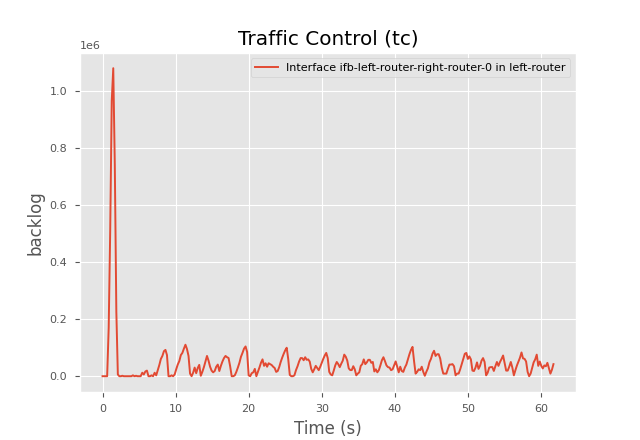 Traffic Control (tc)
1e6
Interface ifb-left-router-right-router-0 in left-router
1.0
0.8
0.6
0.4
0.2
0.0
backlog
0 10 20 30 40 50 60
Time (s)